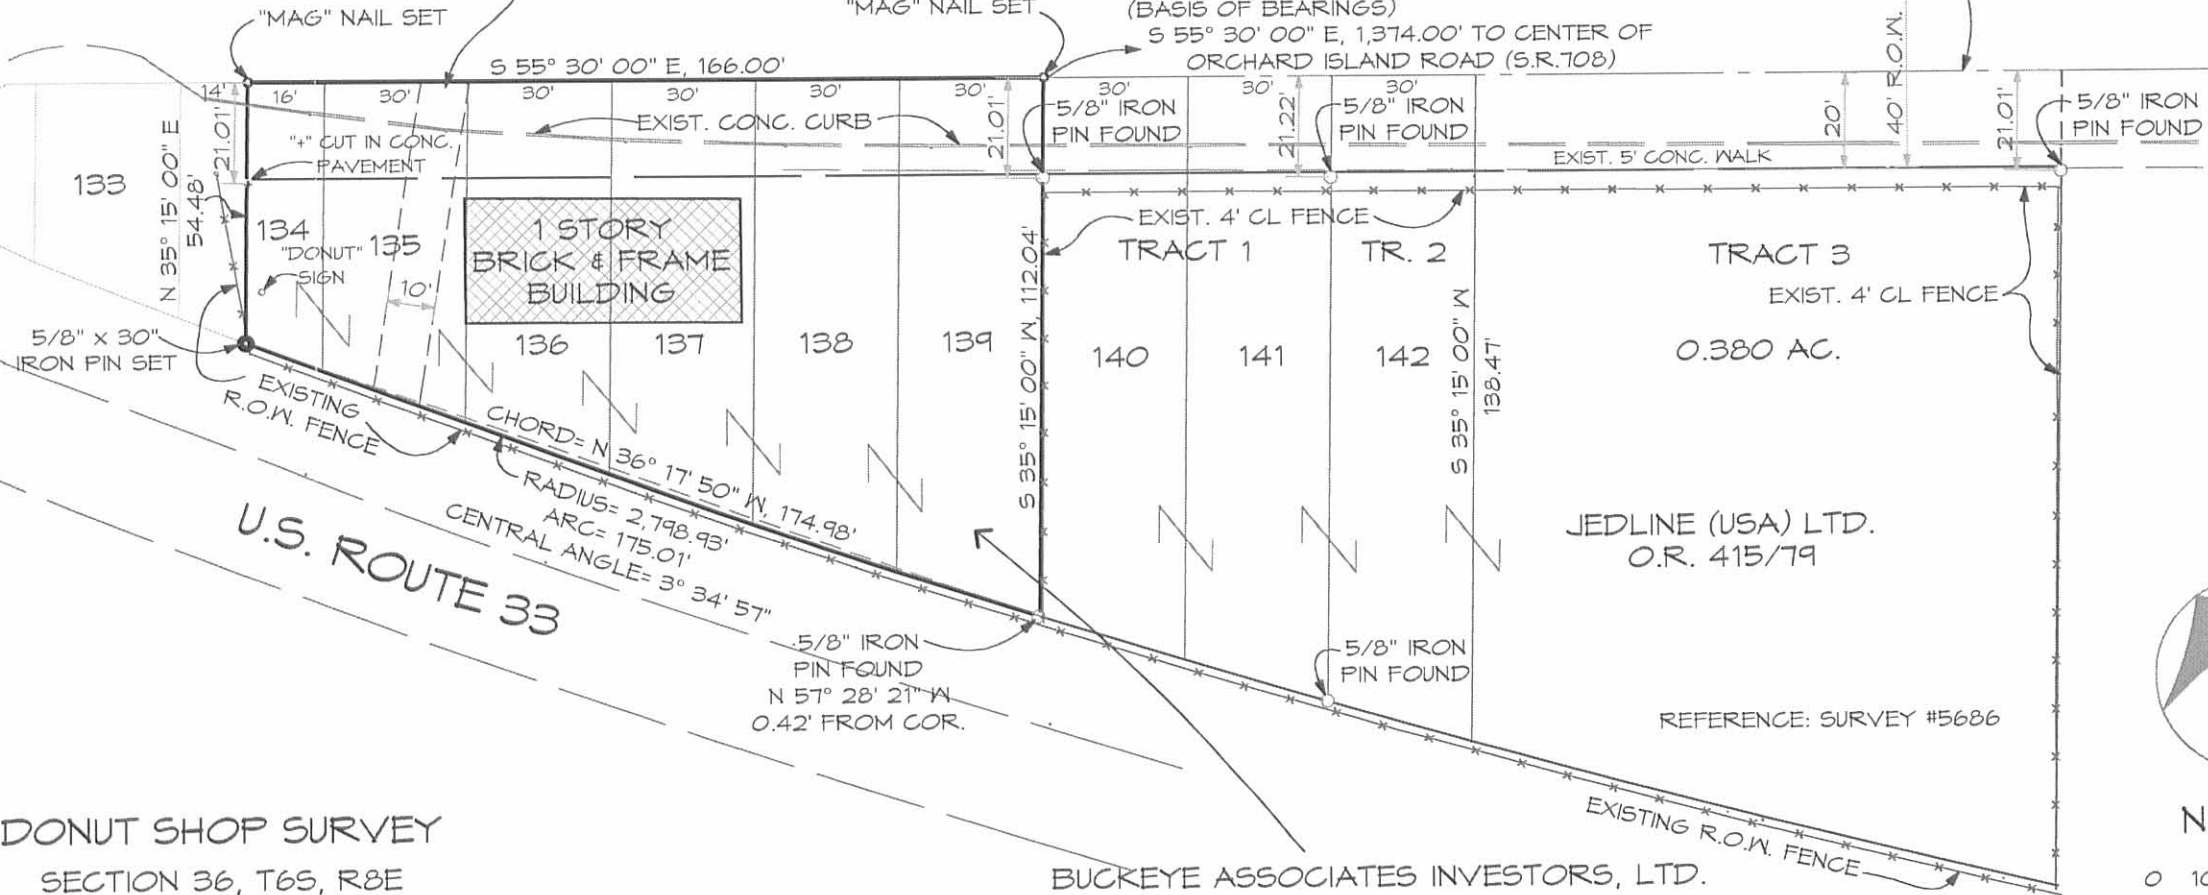 "MAG" NAIL SET
"MAG" NAIL SET
(BASIS OF BEARINGS)
S 55° 30' 00" E, 1,374.00' TO CENTER OF
ORCHARD ISLAND ROAD (S.R.708)
S 55° 30' 00" E, 166.00'
14'
16'
30'
30'
30'
30'
30'
30'
30'
30'
21.01'
"+" CUT IN CONC.
PAVEMENT
EXIST. CONC. CURB
21.01'
5/8" IRON
PIN FOUND
21.22'
5/8" IRON
PIN FOUND
20'
40' R.O.W.
21.01'
5/8" IRON
PIN FOUND
EXIST. 5' CONC. WALK
133
N 35° 15' 00" E
54.48'
134
"DONUT"
SIGN
135
10'
1 STORY
BRICK & FRAME
BUILDING
EXIST. 4' CL FENCE
TRACT 1
TR. 2
TRACT 3
EXIST. 4' CL FENCE
0.380 AC.
5/8" X 30"
IRON PIN SET
136
137
138
139
S 35° 15' 00" W, 112.04'
140
141
142
S 35° 15' 00" W
138.47'
EXISTING
R.O.W. FENCE
CHORD= N 36° 17' 50" W, 174.98'
RADIUS= 2,798.93'
ARC= 175.01'
CENTRAL ANGLE= 3° 34' 57"
U.S. ROUTE 33
JEDLINE (USA) LTD.
O.R. 415/79
5/8" IRON
PIN FOUND
N 57° 28' 21" W
0.42' FROM COR.
5/8" IRON
PIN FOUND
REFERENCE: SURVEY #5686
EXISTING R.O.W. FENCE
DONUT SHOP SURVEY
SECTION 36, T6S, R8E
BUCKEYE ASSOCIATES INVESTORS, LTD.
N
0